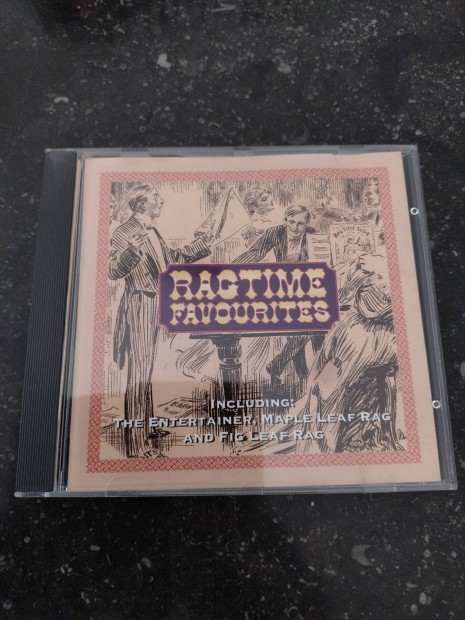 RAGTIME
FAVOURITES
INCLUDING:
THE ENTERTAINER, MAPLE LEAF RAG
AND FIG LEAF RAG